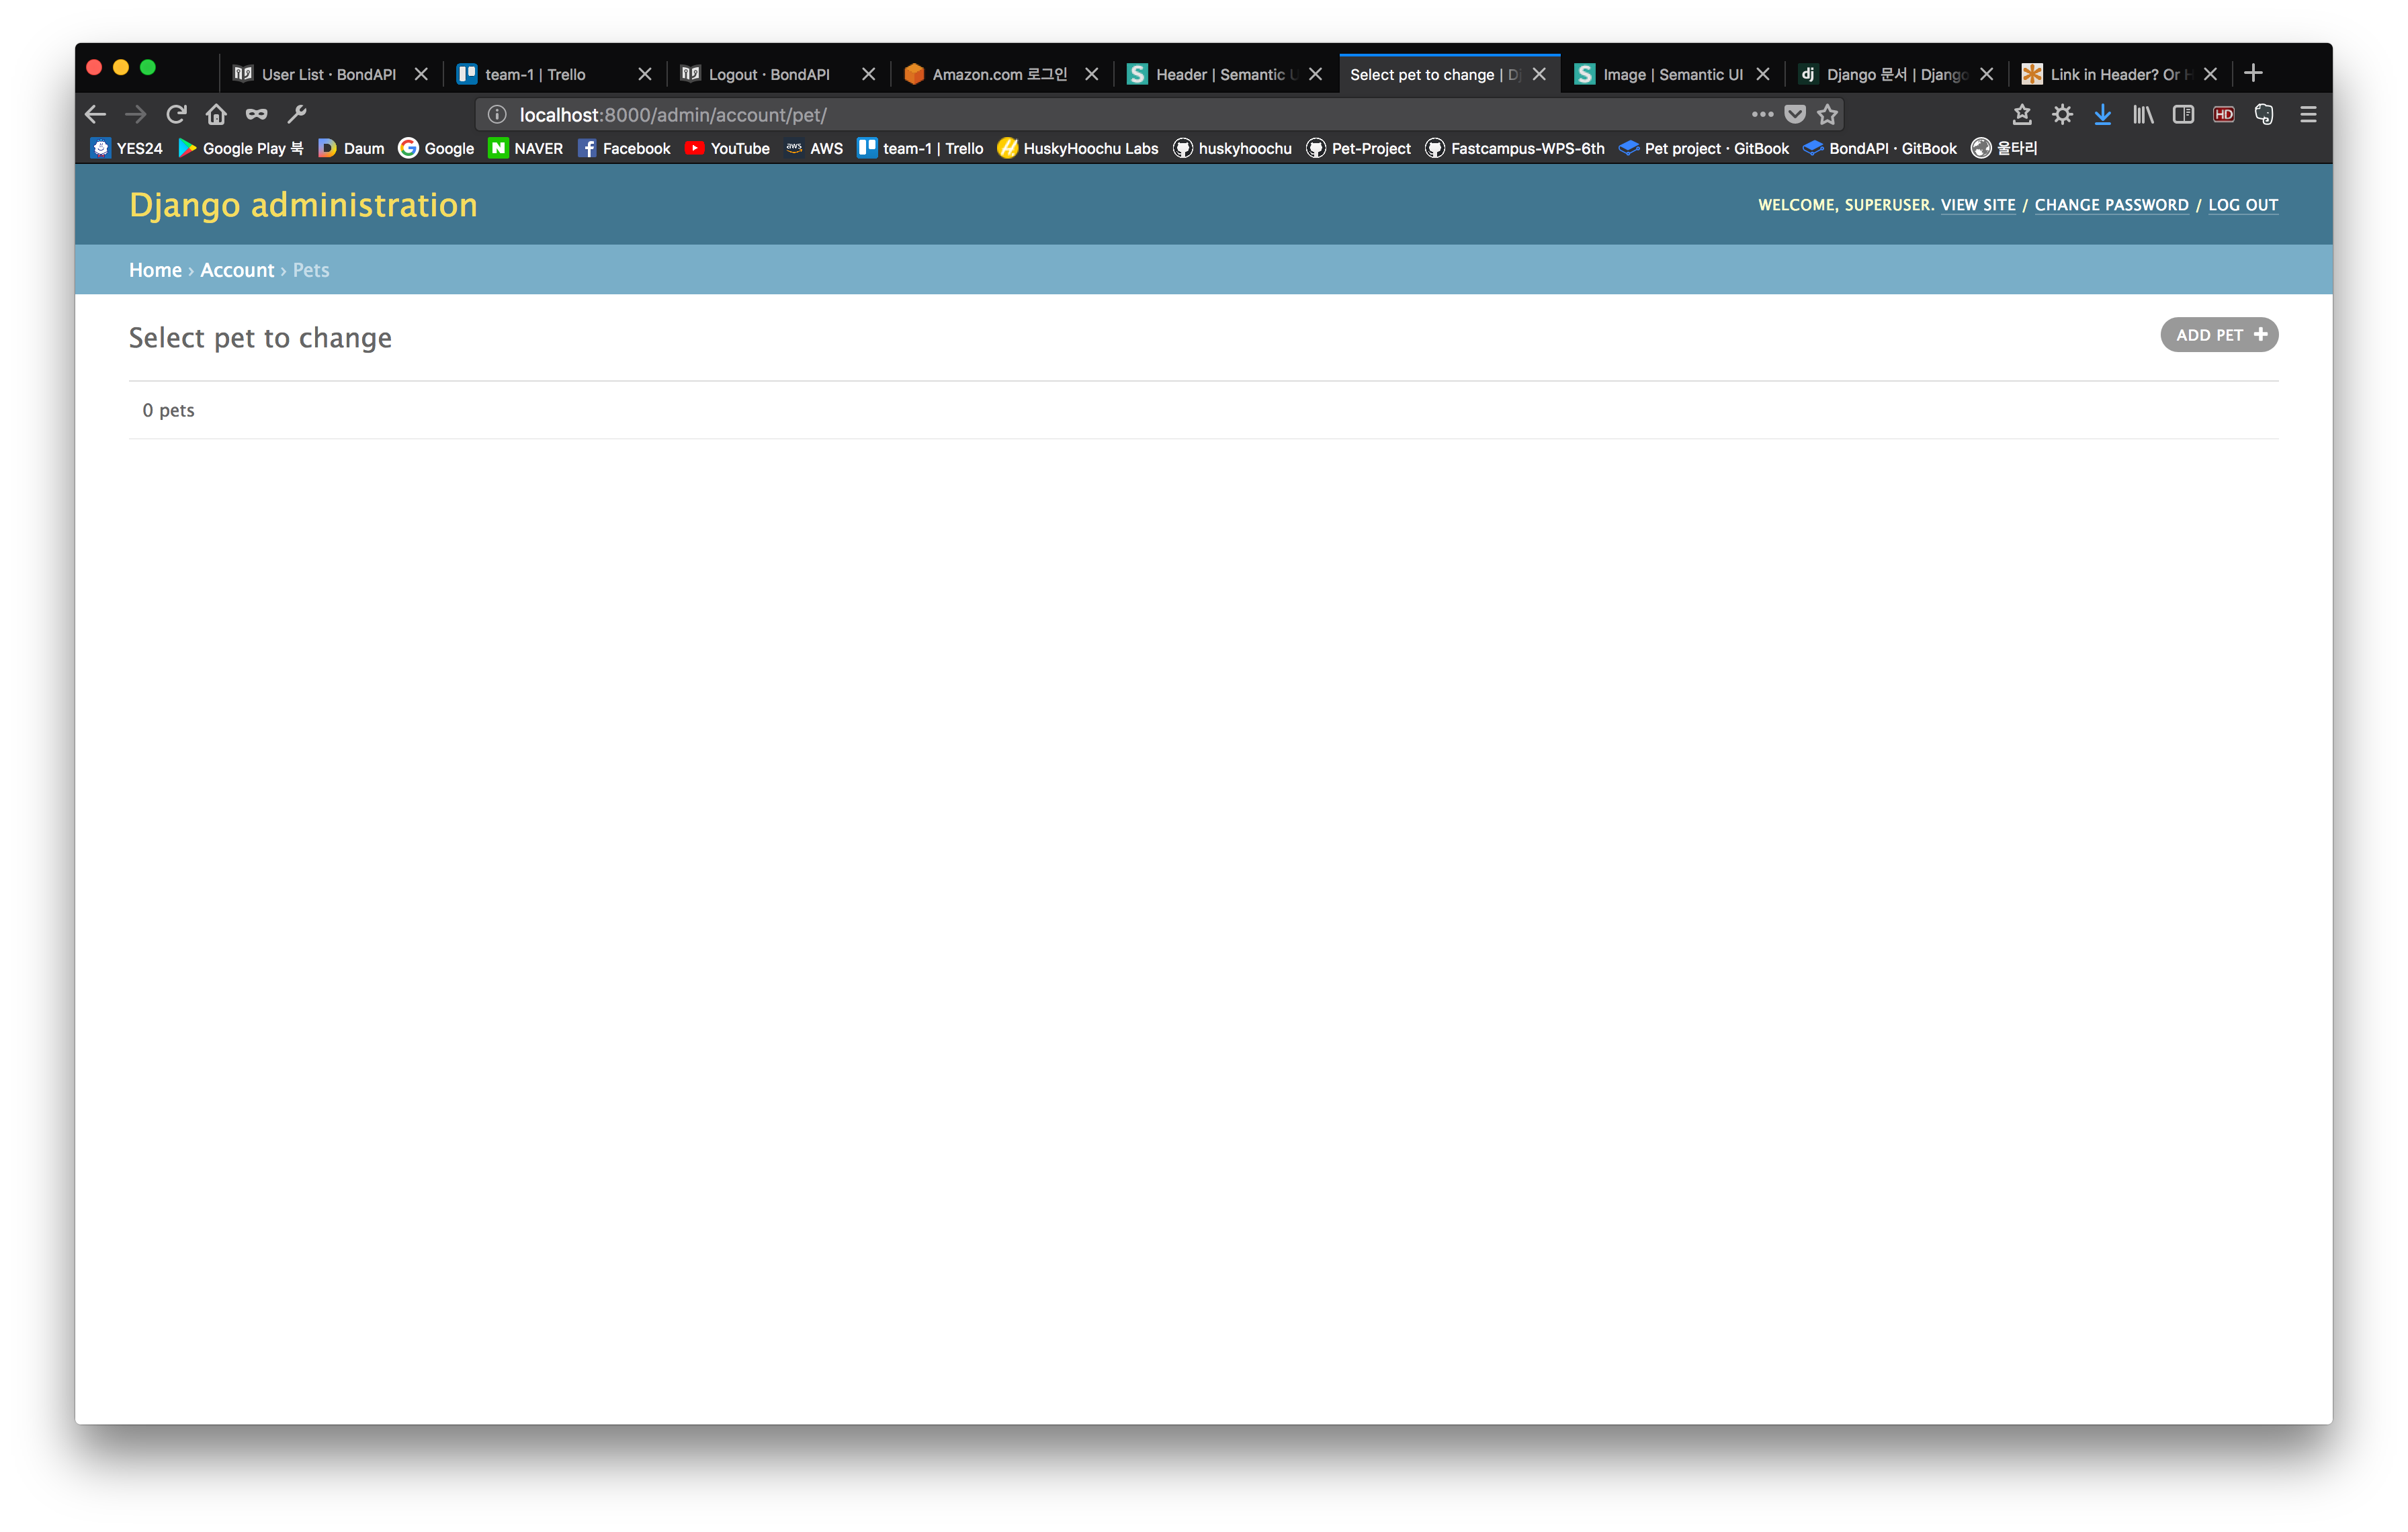 User List · BondAPI
team-1 | Trello
Logout · BondAPI
Amazon.com 로그인
Header | Semantic U
Select pet to change | Dj
Image | Semantic UI
dj Django 문서 | Django
Link in Header? Or H
localhost:8000/admin/account/pet/
HD
YES24 Google Play 북 Daum Google NAVER Facebook YouTube aws AWS team-1 | Trello HuskyHoochu Labs huskyhoochu Pet-Project Fastcampus-WPS-6th Pet project · GitBook BondAPI · GitBook 울타리
Django administration
WELCOME, SUPERUSER. VIEW SITE / CHANGE PASSWORD / LOG OUT
Home › Account › Pets
Select pet to change
ADD PET +
0 pets